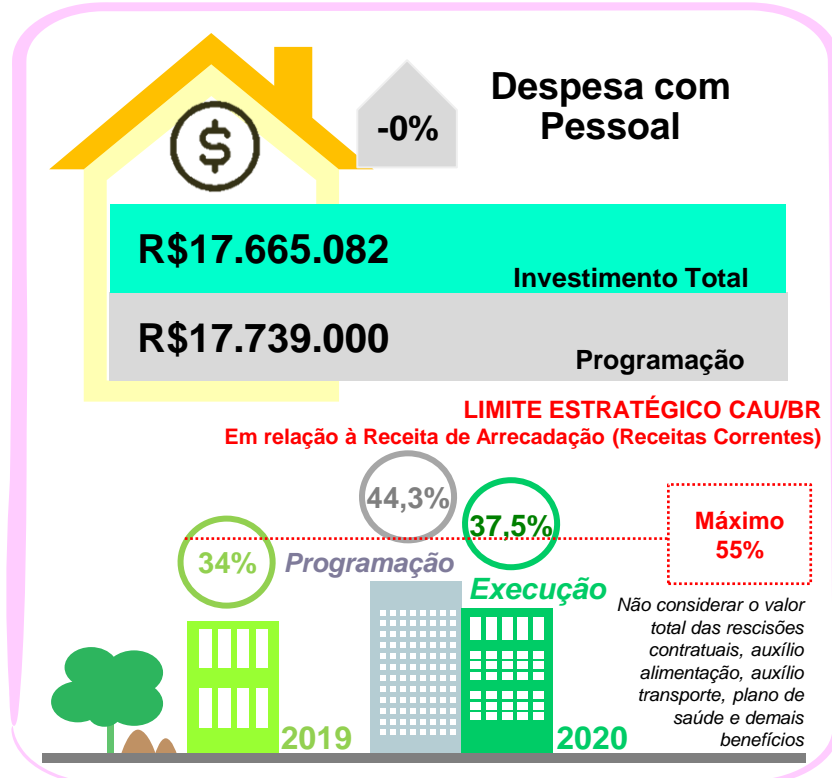 Despesa com
Pessoal
-0%
$
R$17.665.082
Investimento Total
R$17.739.000
Programação
LIMITE ESTRATÉGICO CAU/BR
Em relação à Receita de Arrecadação (Receitas Correntes)
44,3%
37,5%
34%
Máximo
55%
Programação
Execução
Não considerar o valor
total das rescisões
contratuais, auxílio
alimentação, auxílio
transporte, plano de
saúde e demais
benefícios
2019
2020